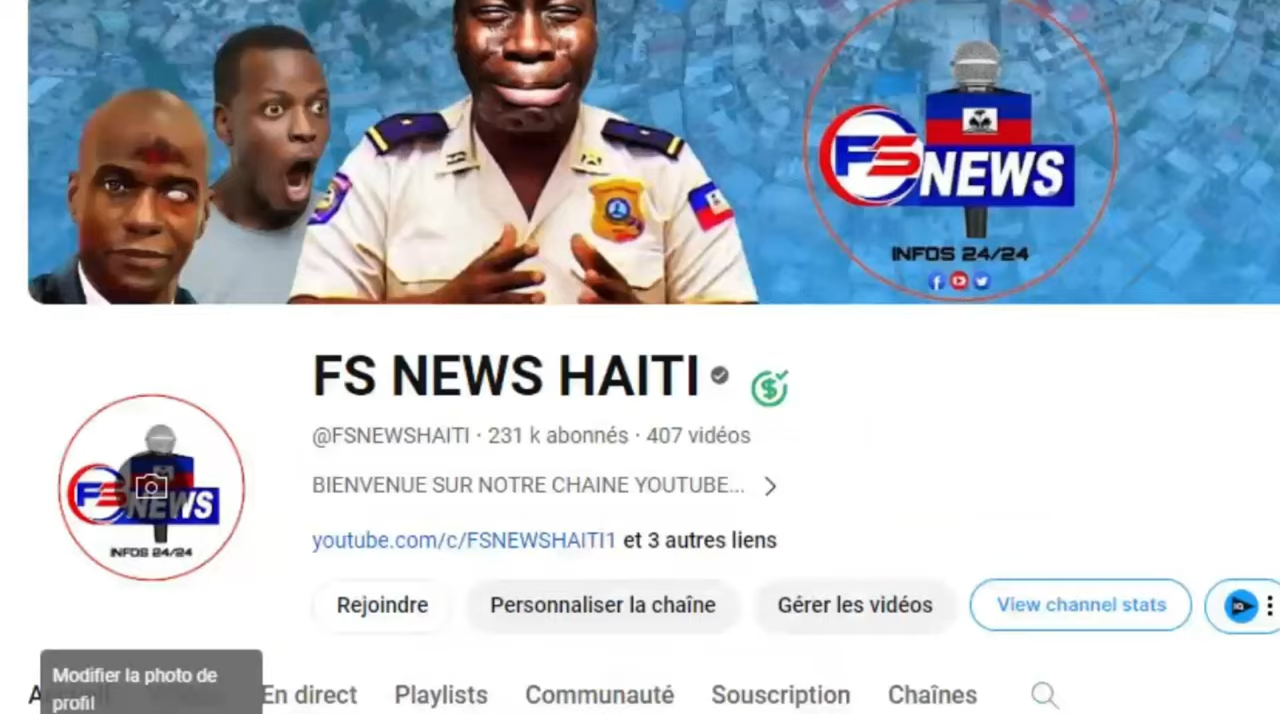 FS NEWS
INFOS 24/24
FS NEWS HAITI
@FSNEWSHAITI · 231 k abonnés · 407 vidéos
BIENVENUE SUR NOTRE CHAINE YOUTUBE...
youtube.com/c/FSNEWSHAITI1 et 3 autres liens
FS NEWS
INFOS 24/24
Rejoindre
Personnaliser la chaîne
Gérer les vidéos
View channel stats
Modifier la photo de
profil
En direct
Playlists
Communauté
Souscription
Chaînes